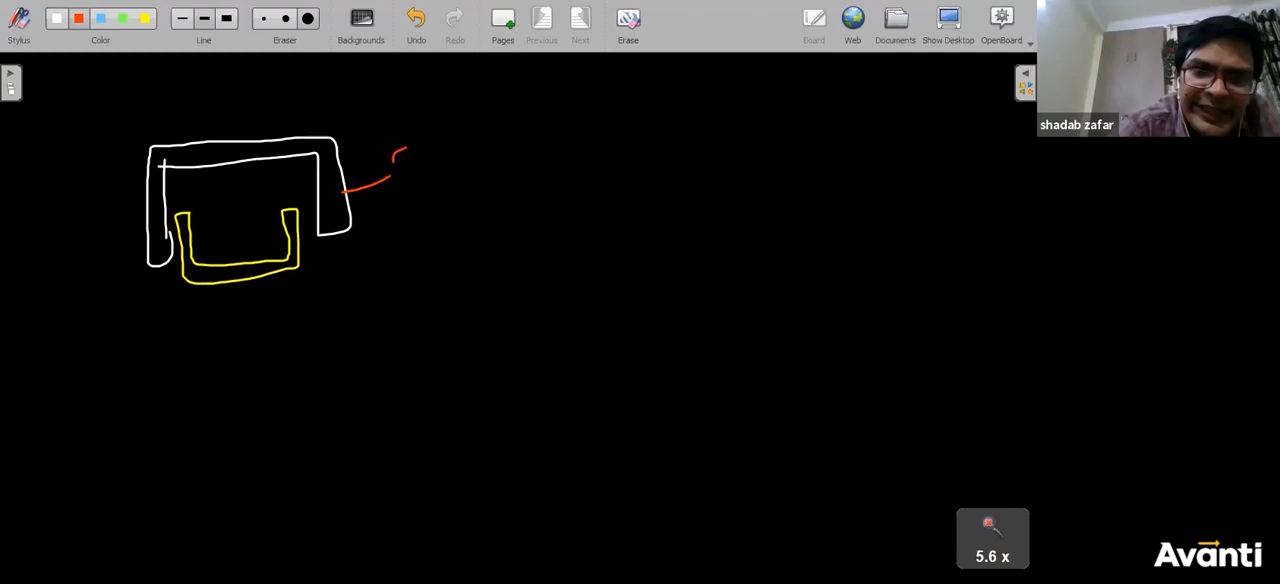 Stylus
Color
Line
Eraser
Backgrounds
Undo
Redo
Pages
Previous
Next
Erase
Board
Web
Documents
Show Desktop
OpenBoard
shadab zafar
5.6 x
Avanti